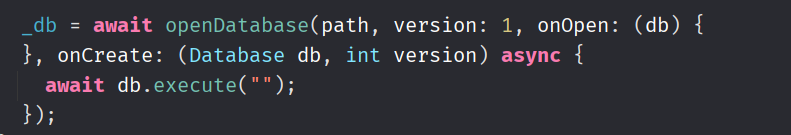 _db = await openDatabase(path, version: 1, onOpen: (db) {
}, onCreate: (Database db, int version) async {
  await db.execute("");
});